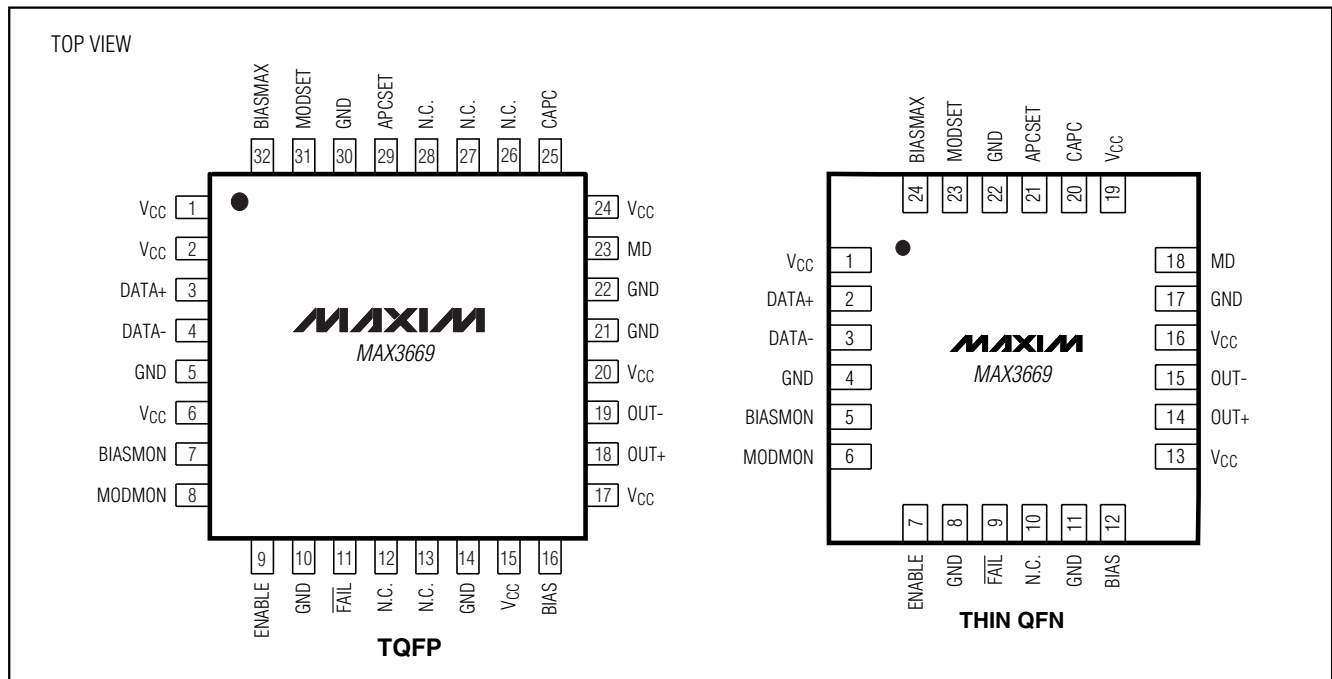 TOP VIEW
BIASMAX
MODSET
GND
APCSET
N.C.
N.C.
N.C.
CAPC
32
31
30
29
28
27
26
25
VCC 1
VCC 2
DATA+ 3
DATA- 4
GND 5
VCC 6
BIASMON 7
MODMON 8
MAXIM
MAX3669
24 VCC
23 MD
22 GND
21 GND
20 VCC
19 OUT-
18 OUT+
17 VCC
9
10
11
12
13
14
15
16
ENABLE
GND
FAIL
N.C.
N.C.
GND
VCC
BIAS
TQFP
BIASMAX
MODSET
GND
APCSET
CAPC
VCC
24
23
22
21
20
19
VCC 1
DATA+ 2
DATA- 3
GND 4
BIASMON 5
MODMON 6
MAXIM
MAX3669
18 MD
17 GND
16 VCC
15 OUT-
14 OUT+
13 VCC
7
8
9
10
11
12
ENABLE
GND
FAIL
N.C.
GND
BIAS
THIN QFN